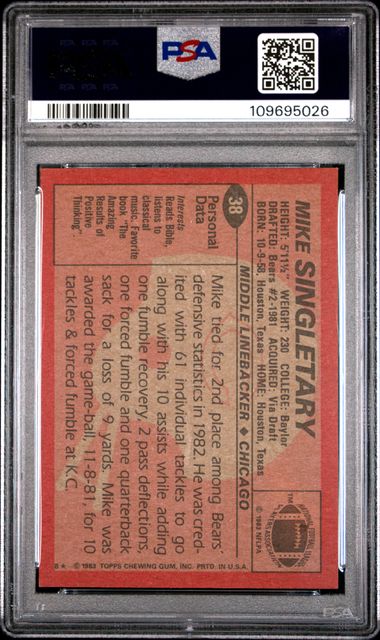 PSA
109695026
38
MIKE SINGLETARY
MIDDLE LINEBACKER ◆ CHICAGO
HEIGHT: 5'11½" WEIGHT: 230 COLLEGE: Baylor
DRAFTED: Bears #2-1981 ACQUIRED: Via Draft
BORN: 10-9-58, Houston, Texas HOME: Houston, Texas
TM
© 1983 NFLPA
Personal
Data
Interests
Reads Bible,
listens to
classical
music. Favorite
book "The
Amazing
Results of
Positive
Thinking"
Mike tied for 2nd place among Bears'
defensive statistics in 1982. He was cred-
ited with 61 individual tackles to go
along with his 10 assists while adding
one fumble recovery, 2 pass deflections,
one forced fumble and one quarterback
sack for a loss of 9 yards. Mike was
awarded the game-ball, 11-8-81, for 10
tackles & forced fumble at K.C.
B★ © 1983 TOPPS CHEWING GUM, INC. PRTD. IN U.S.A.
PSA